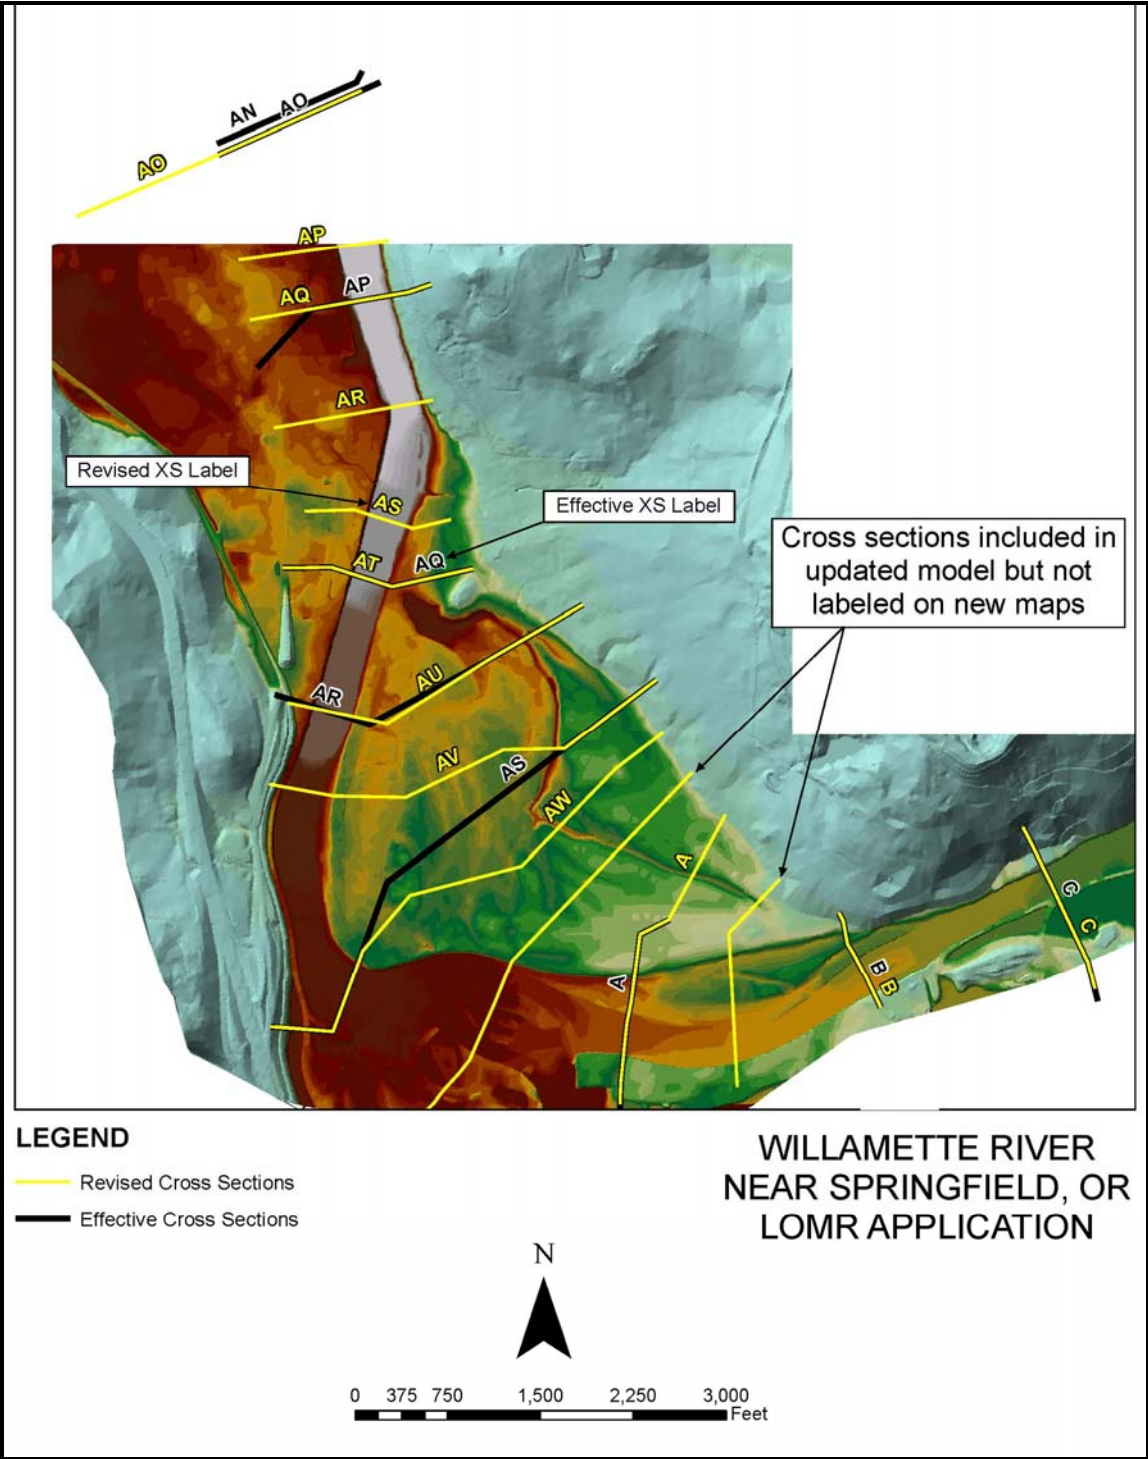 AN AO
AO
AP
AP
AQ
AR
Revised XS Label
AS
Effective XS Label
AT
AQ
Cross sections included in
updated model but not
labeled on new maps
AU
AR
AV
AS
AW
A
A
B B
C
C
LEGEND
Revised Cross Sections
Effective Cross Sections
WILLAMETTE RIVER
NEAR SPRINGFIELD, OR
LOMR APPLICATION
N
0 375 750 1,500 2,250 3,000
Feet